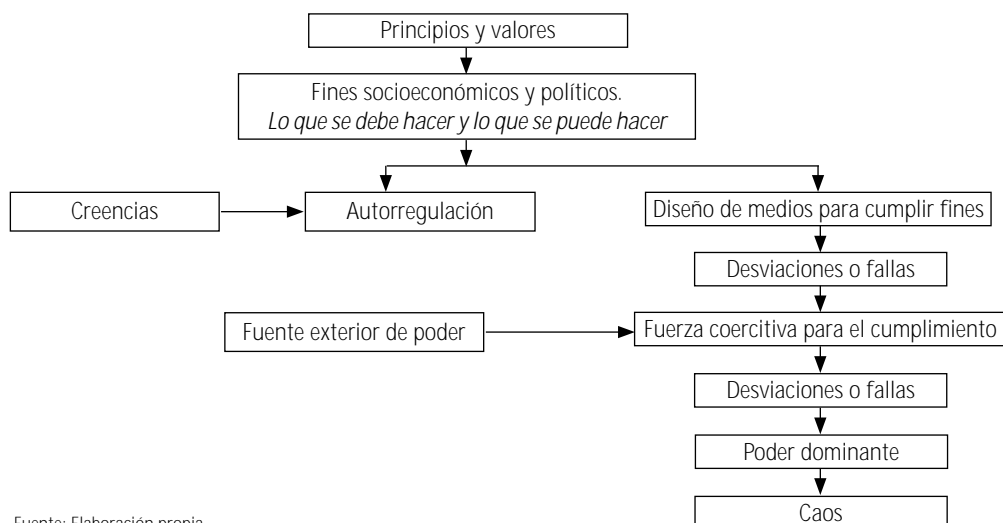 Principios y valores
Fines socioeconómicos y políticos.
Lo que se debe hacer y lo que se puede hacer
Creencias
Autorregulación
Diseño de medios para cumplir fines
Desviaciones o fallas
Fuente exterior de poder
Fuerza coercitiva para el cumplimiento
Desviaciones o fallas
Poder dominante
Caos
Fuente: Elaboración propia